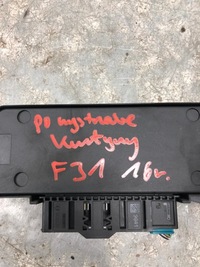 po wystrzale
Kurtyny
F31 16r.